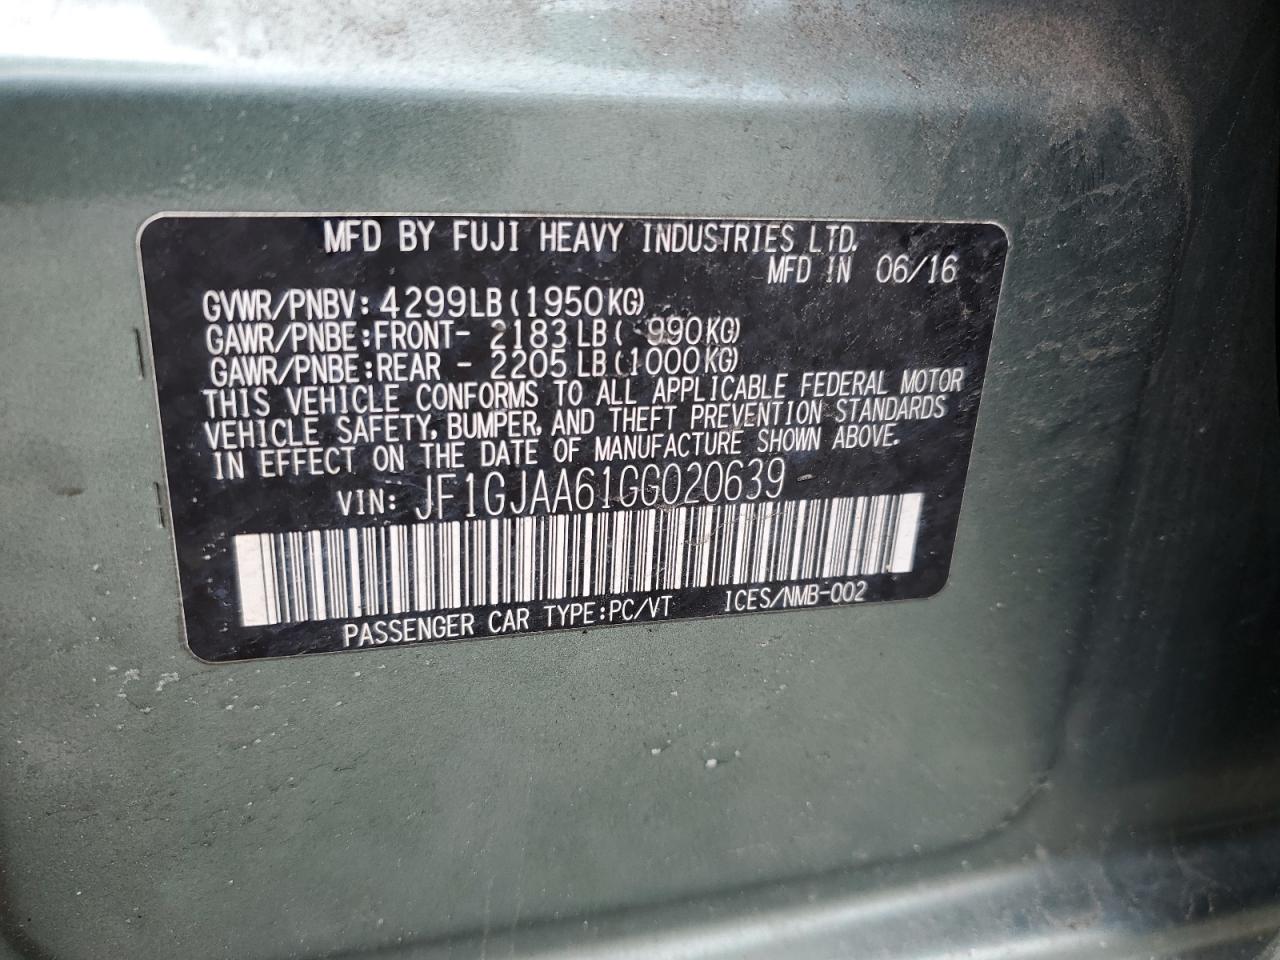 MFD BY FUJI HEAVY INDUSTRIES LTD.
MFD IN 06/16
GVWR/PNBV: 4299LB (1950KG)
GAWR/PNBE:FRONT- 2183LB ( 990KG)
GAWR/PNBE:REAR - 2205LB (1000KG)
THIS VEHICLE CONFORMS TO ALL APPLICABLE FEDERAL MOTOR
VEHICLE SAFETY, BUMPER, AND THEFT PREVENTION STANDARDS
IN EFFECT ON THE DATE OF MANUFACTURE SHOWN ABOVE.
VIN: JF1GJAA61GG020639
PASSENGER CAR TYPE:PC/VT ICES/NMB-002